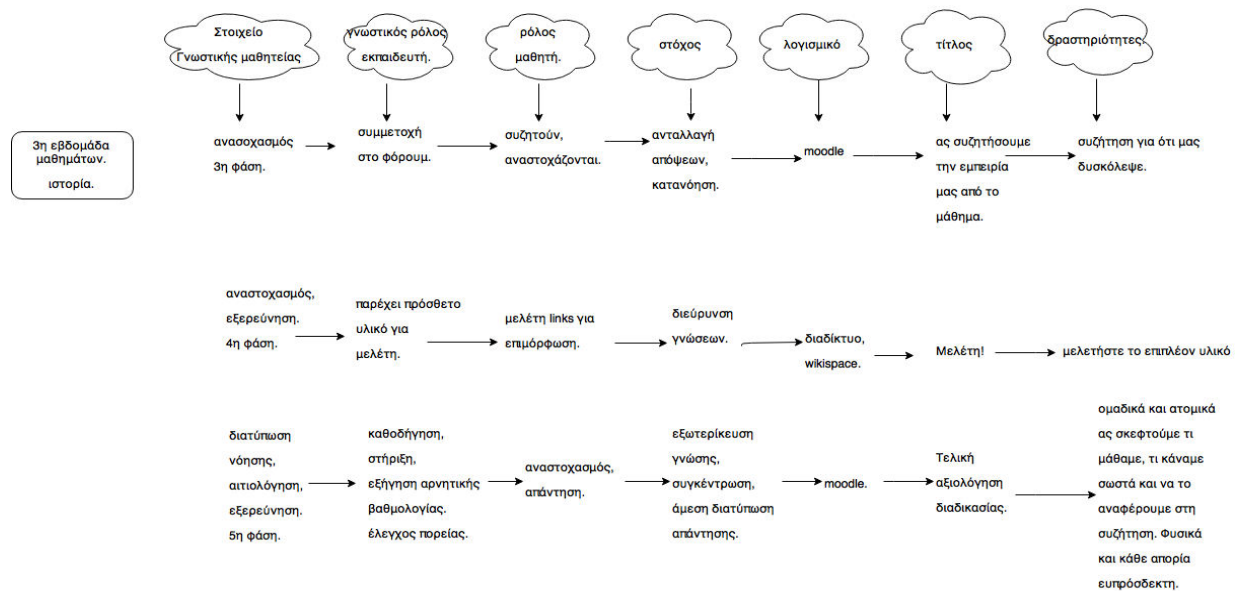 Στοιχείο
Γνωστικής μαθητείας
γνωστικός ρόλος
εκπαιδευτή.
ρόλος
μαθητή.
στόχος
λογισμικό
τίτλος
δραστηριότητες.
3η εβδομάδα
μαθημάτων.
ιστορία.
ανασοχασμός
3η φάση.
συμμετοχή
στο φόρουμ.
συζητούν,
αναστοχάζονται.
ανταλλαγή
απόψεων,
κατανόηση.
moodle
ας συζητήσουμε
την εμπειρία
μας από το
μάθημα.
συζήτηση για ότι μας
δυσκόλεψε.
αναστοχασμός,
εξερεύνηση.
4η φάση.
παρέχει πρόσθετο
υλικό για
μελέτη.
μελέτη links για
επιμόρφωση.
διεύρυνση
γνώσεων.
διαδίκτυο,
wikispace.
Μελέτη!
μελετήστε το επιπλέον υλικό
διατύπωση
νόησης,
αιτιολόγηση,
εξερεύνηση.
5η φάση.
καθοδήγηση,
στήριξη,
εξήγηση αρνητικής
βαθμολογίας.
έλεγχος πορείας.
αναστοχασμός,
απάντηση.
εξωτερίκευση
γνώσης,
συγκέντρωση,
άμεση διατύπωση
απάντησης.
moodle.
Τελική
αξιολόγηση
διαδικασίας.
ομαδικά και ατομικά
ας σκεφτούμε τι
μάθαμε, τι κάναμε
σωστά και να το
αναφέρουμε στη
συζήτηση. Φυσικά
και κάθε απορία
ευπρόσδεκτη.